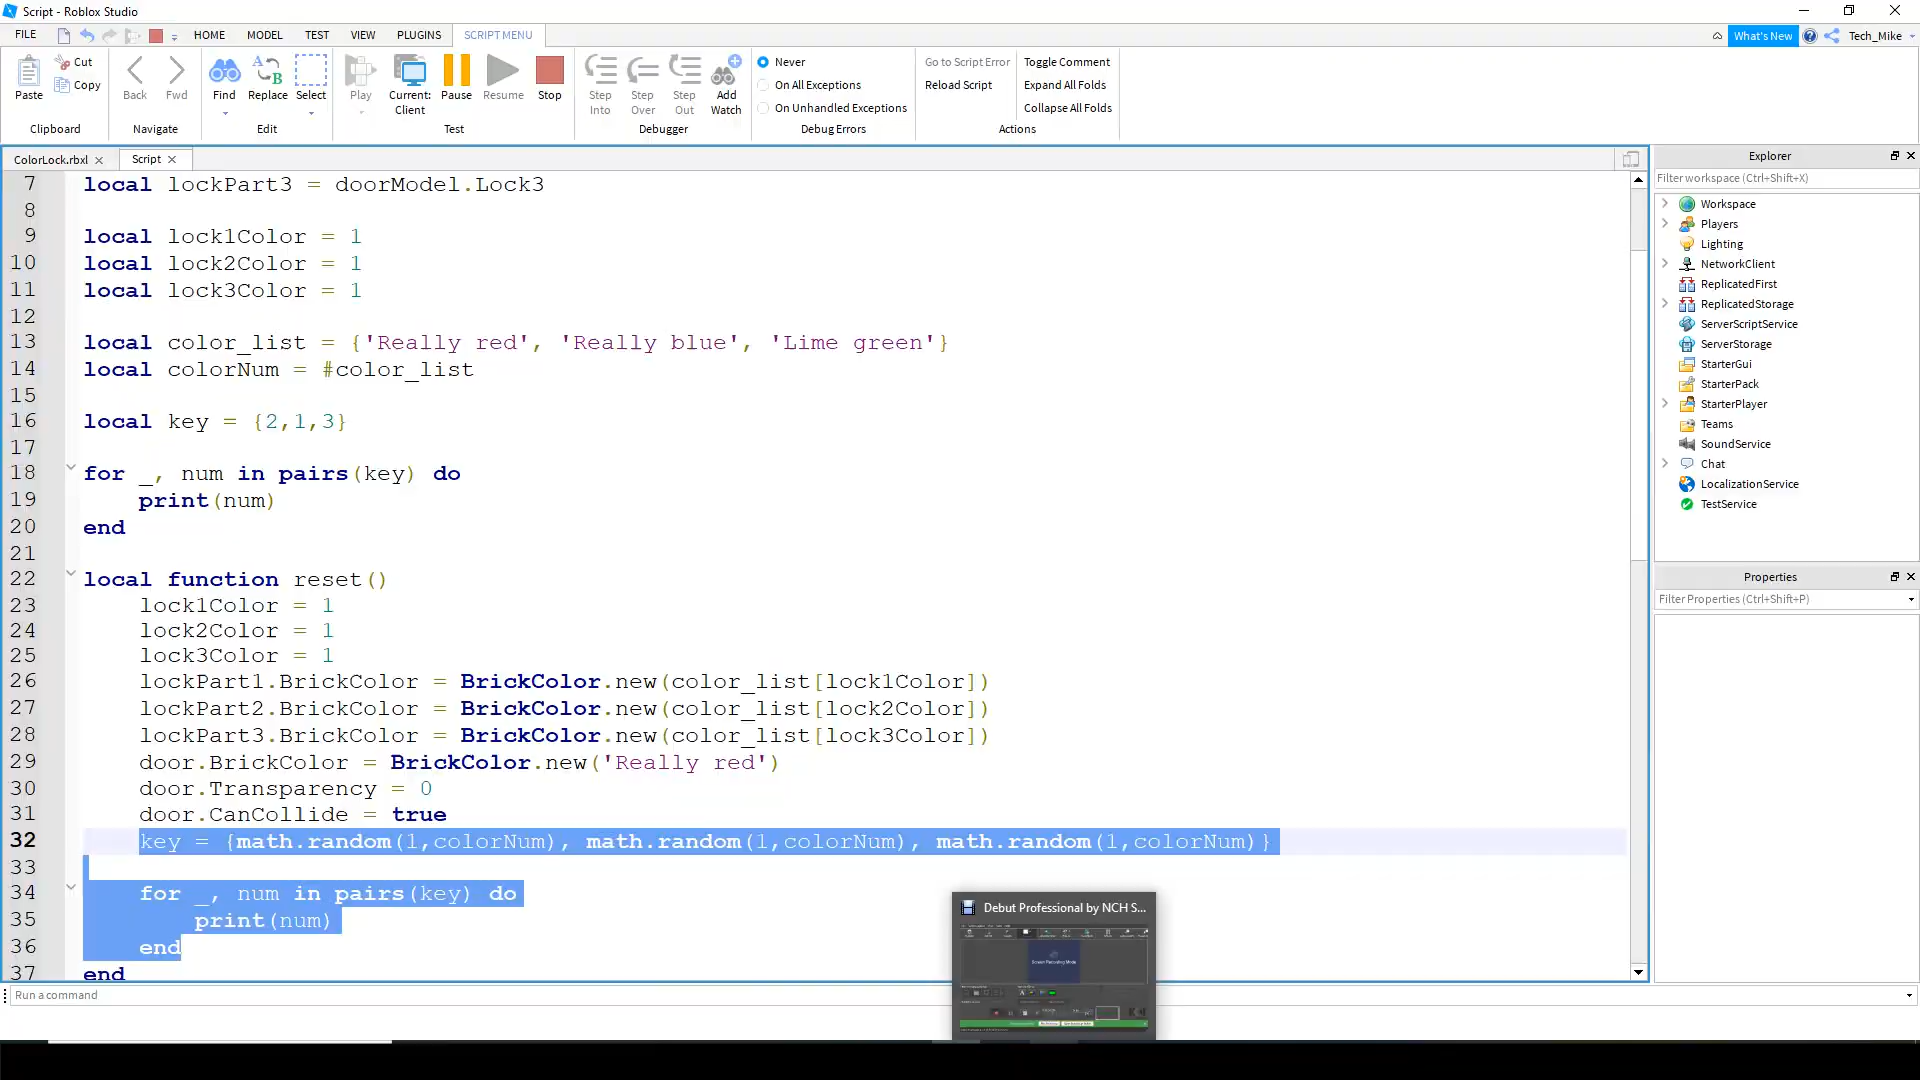 Script - Roblox Studio
FILE
HOME
MODEL
TEST
VIEW
PLUGINS
SCRIPT MENU
What's New
Tech_Mike
Paste
Cut
Copy
Clipboard
Back
Fwd
Navigate
Find
Replace
Select
Edit
Play
Current:
Client
Pause
Resume
Stop
Test
Step
Into
Step
Over
Step
Out
Add
Watch
Debugger
Never
On All Exceptions
On Unhandled Exceptions
Debug Errors
Go to Script Error
Reload Script
Toggle Comment
Expand All Folds
Collapse All Folds
Actions
ColorLock.rbxl
Script
7 local lockPart3 = doorModel.Lock3
8
9 local lock1Color = 1
10 local lock2Color = 1
11 local lock3Color = 1
12
13 local color_list = {'Really red', 'Really blue', 'Lime green'}
14 local colorNum = #color_list
15
16 local key = {2,1,3}
17
18 for _, num in pairs(key) do
19 print(num)
20 end
21
22 local function reset()
23 lock1Color = 1
24 lock2Color = 1
25 lock3Color = 1
26 lockPart1.BrickColor = BrickColor.new(color_list[lock1Color])
27 lockPart2.BrickColor = BrickColor.new(color_list[lock2Color])
28 lockPart3.BrickColor = BrickColor.new(color_list[lock3Color])
29 door.BrickColor = BrickColor.new('Really red')
30 door.Transparency = 0
31 door.CanCollide = true
32 key = {math.random(1,colorNum), math.random(1,colorNum), math.random(1,colorNum)}
33
34 for _, num in pairs(key) do
35 print(num)
36 end
37 end
Run a command
Debut Professional by NCH S...
Screen Recording Mode
Explorer
Filter workspace (Ctrl+Shift+X)
Workspace
Players
Lighting
NetworkClient
ReplicatedFirst
ReplicatedStorage
ServerScriptService
ServerStorage
StarterGui
StarterPack
StarterPlayer
Teams
SoundService
Chat
LocalizationService
TestService
Properties
Filter Properties (Ctrl+Shift+P)